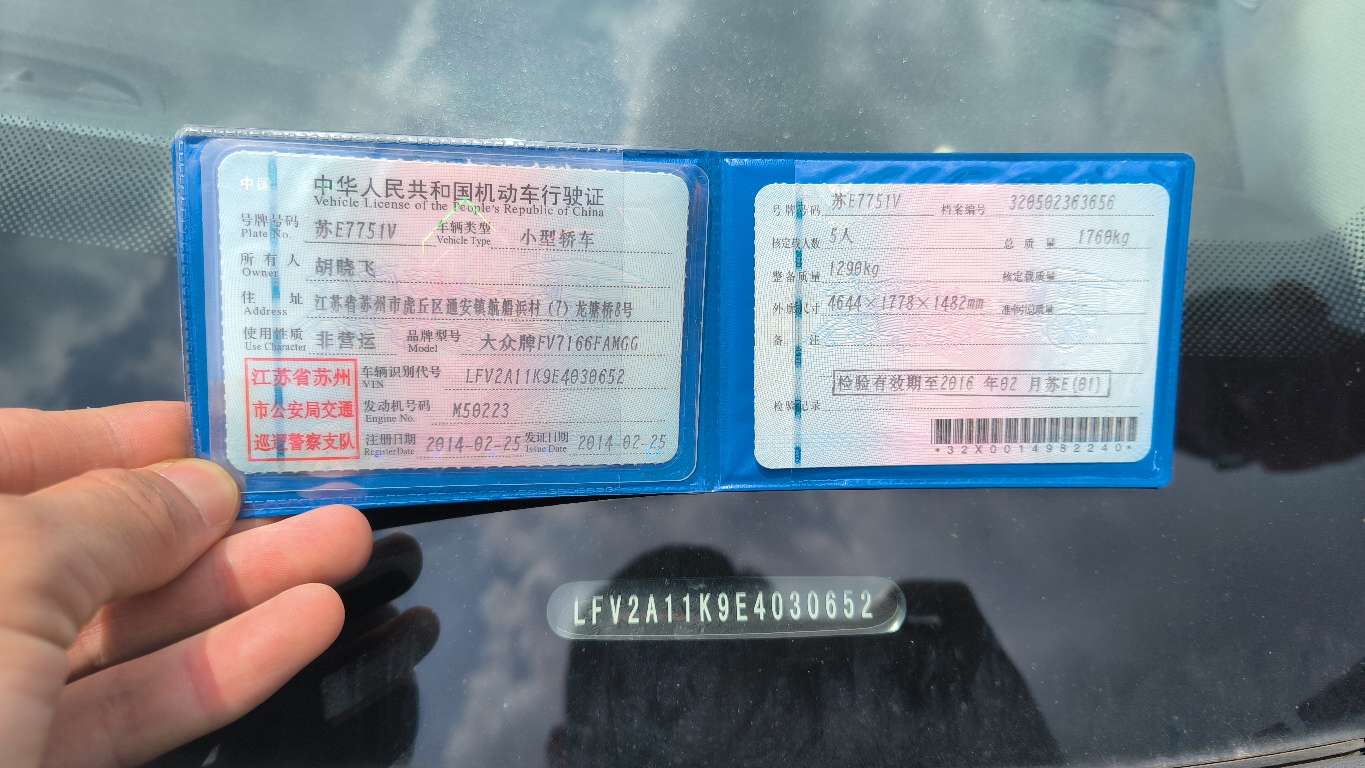 中国
中华人民共和国机动车行驶证
Vehicle License of the People's Republic of China
号牌号码 苏E7751V 车辆类型 小型轿车
Plate No. Vehicle Type
所有人 胡晓飞
Owner
住址 江苏省苏州市虎丘区通安镇航船浜村(7)龙塘桥8号
Address
使用性质 非营运 品牌型号 大众牌FV7166FAMGG
Use Character Model
江苏省苏州
市公安局交通
巡逻警察支队
车辆识别代号 LFV2A11K9E4030652
VIN
发动机号码 M50223
Engine No.
注册日期 2014-02-25 发证日期 2014-02-25
Register Date Issue Date
号牌号码 苏E7751V 档案编号 320502363656
核定载人数 5人 总质量 1760kg
整备质量 1290kg 核定载质量
外廓尺寸 4644×1778×1482mm 准牵引总质量
备注
检验有效期至2016年02月苏E(01)
检验记录
*32X0014982240*
LFV2A11K9E4030652